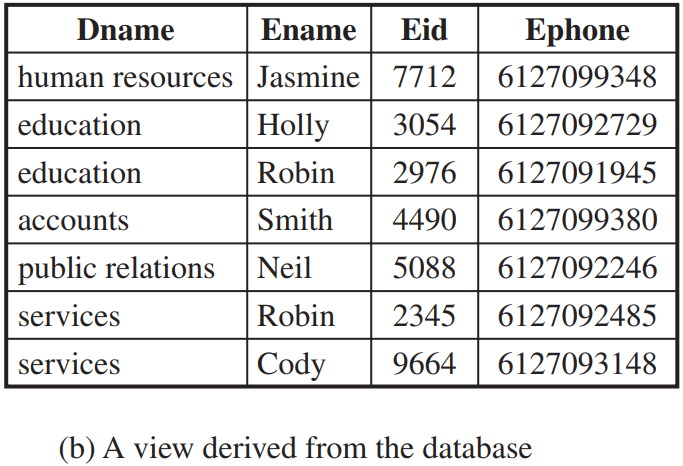 Dname Ename Eid Ephone
human resources Jasmine 7712 6127099348
education Holly 3054 6127092729
education Robin 2976 6127091945
accounts Smith 4490 6127099380
public relations Neil 5088 6127092246
services Robin 2345 6127092485
services Cody 9664 6127093148
(b) A view derived from the database